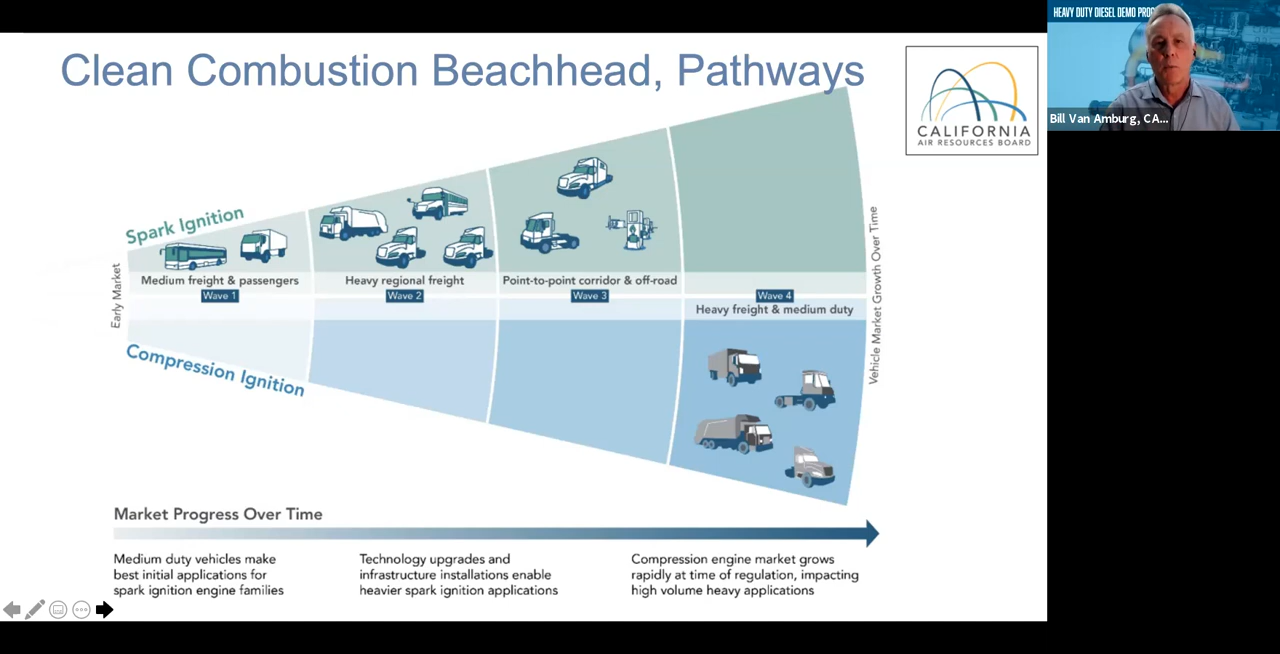 Clean Combustion Beachhead, Pathways
CALIFORNIA
AIR RESOURCES BOARD
HEAVY DUTY DIESEL DEMO
Bill Van Amburg, CA...
Spark Ignition
Early Market
Medium freight & passengers
Wave 1
Heavy regional freight
Wave 2
Point-to-point corridor & off-road
Wave 3
Wave 4
Heavy freight & medium duty
Vehicle Market Growth Over Time
Compression Ignition
Market Progress Over Time
Medium duty vehicles make
best initial applications for
spark ignition engine families
Technology upgrades and
infrastructure installations enable
heavier spark ignition applications
Compression engine market grows
rapidly at time of regulation, impacting
high volume heavy applications